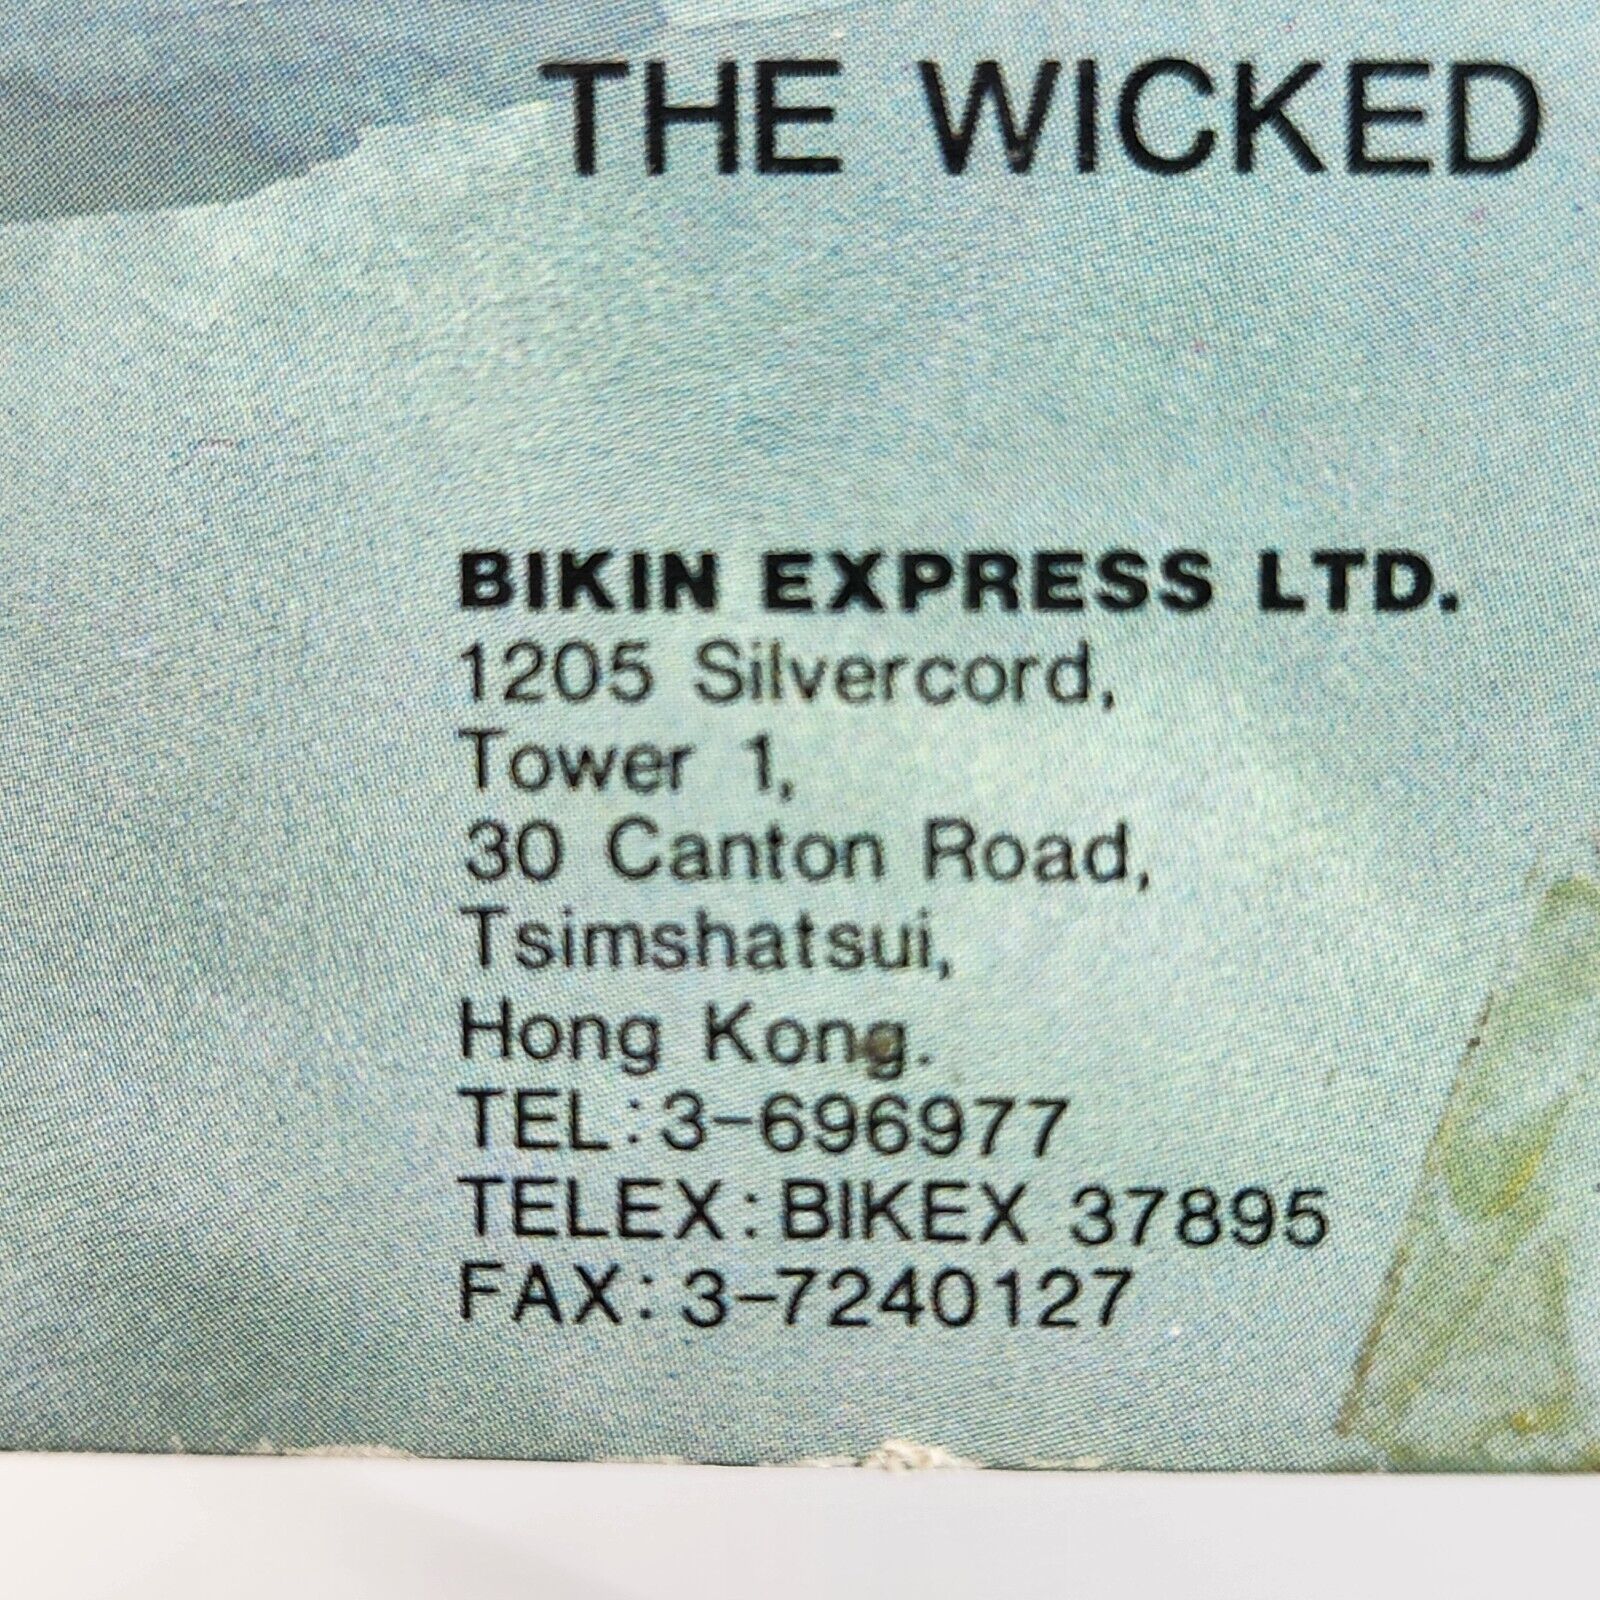 THE WICKED
BIKIN EXPRESS LTD.
1205 Silvercord,
Tower 1,
30 Canton Road,
Tsimshatsui,
Hong Kong.
TEL: 3-696977
TELEX: BIKEX 37895
FAX: 3-7240127